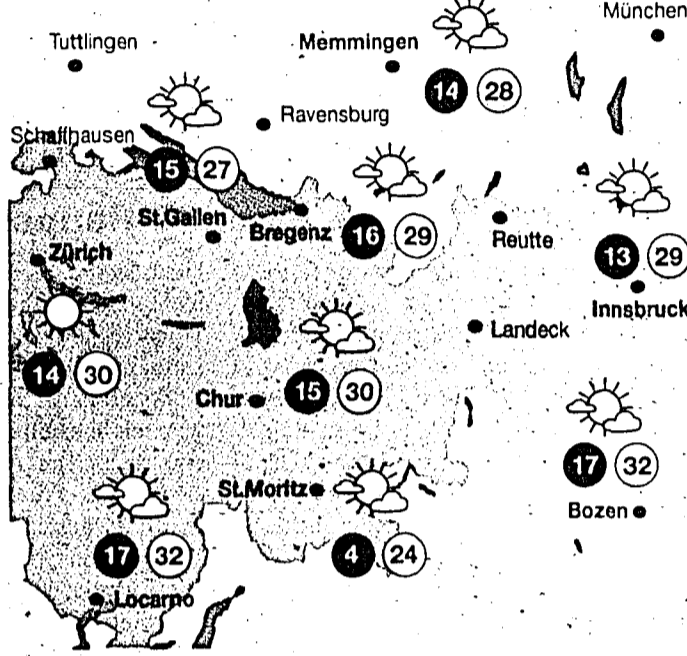 München
Tuttlingen
Memmingen
14 28
Ravensburg
Schaffhausen
15 27
St.Gallen
Bregenz
16 29
Reutte
Zürich
13 29
Innsbruck
Landeck
14 30
Chur
15 30
17 32
St.Moritz
Bozen
17 32
4 24
Locarno